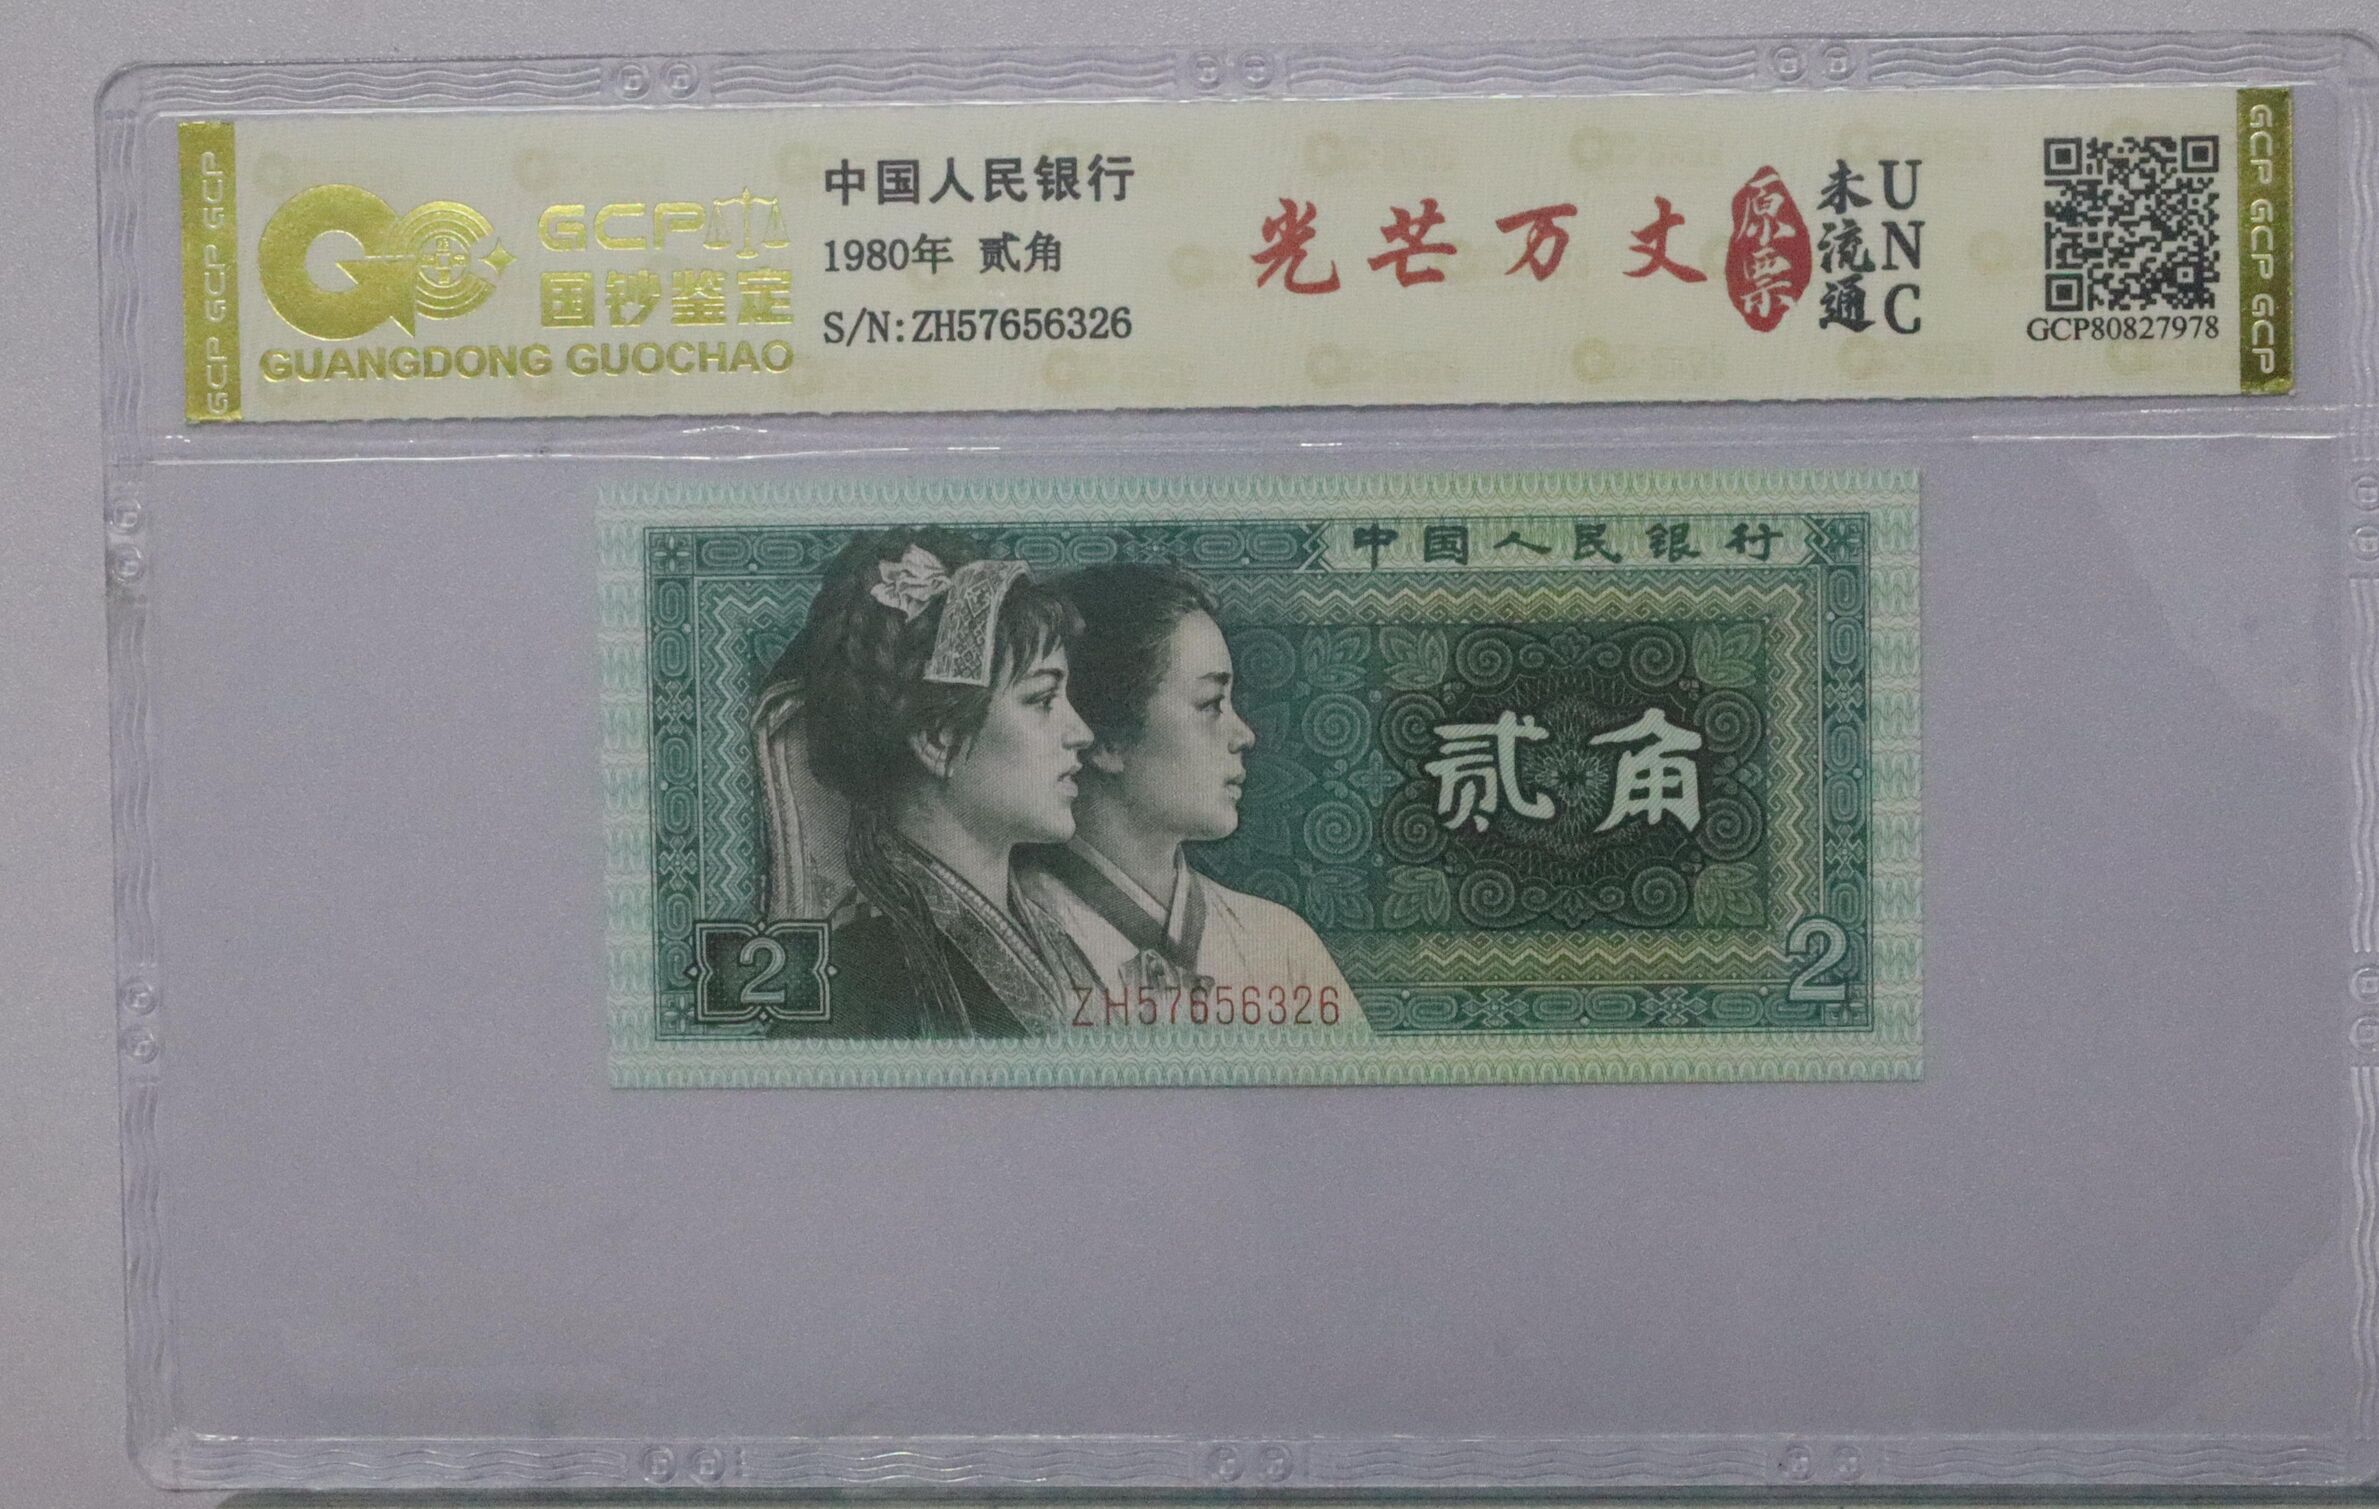 GCP GCP GCP
GCP
国钞鉴定
GUANGDONG GUOCHAO
中国人民银行
1980年 贰角
S/N:ZH57656326
光芒万丈
原票
未流通
UNC
GCP80827978
GCP GCP GCP GCP
中国人民银行
贰角
2
2
ZH57656326